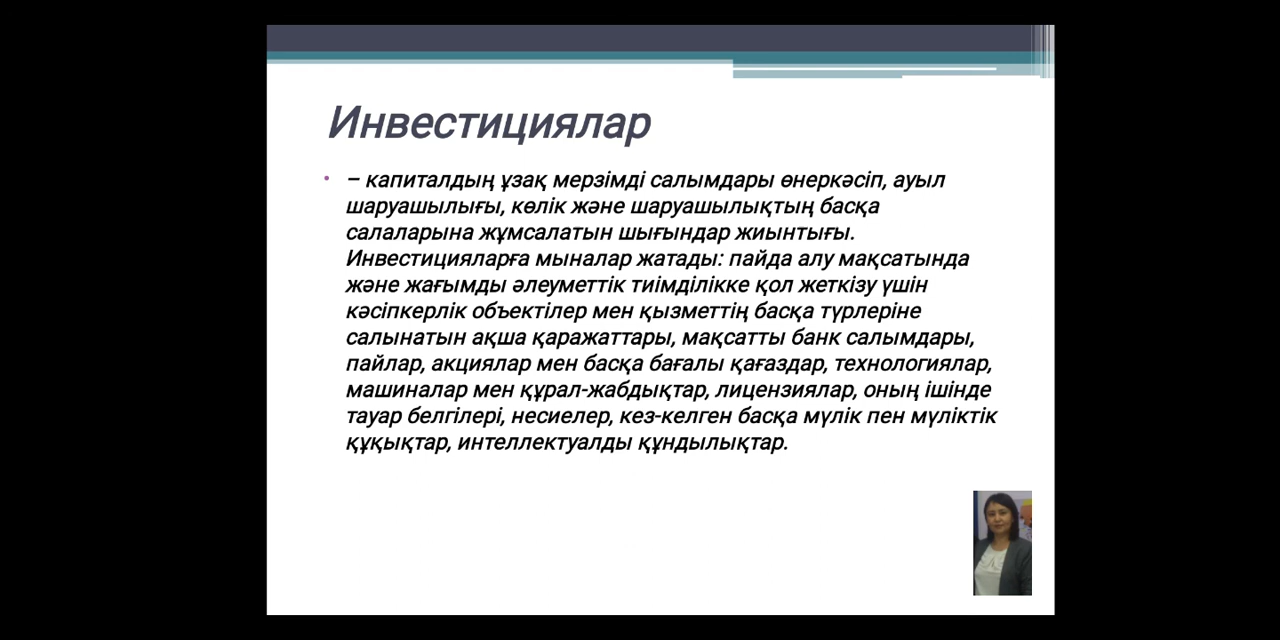 Инвестициялар
• – капиталдың ұзақ мерзімді салымдары өнеркәсіп, ауыл
шаруашылығы, көлік және шаруашылықтың басқа
салаларына жұмсалатын шығындар жиынтығы.
Инвестицияларға мыналар жатады: пайда алу мақсатында
және жағымды әлеуметтік тиімділікке қол жеткізу үшін
кәсіпкерлік объектілер мен қызметтің басқа түрлеріне
салынатын ақша қаражаттары, мақсатты банк салымдары,
пайлар, акциялар мен басқа бағалы қағаздар, технологиялар,
машиналар мен құрал-жабдықтар, лицензиялар, оның ішінде
тауар белгілері, несиелер, кез-келген басқа мүлік пен мүліктік
құқықтар, интеллектуалды құндылықтар.